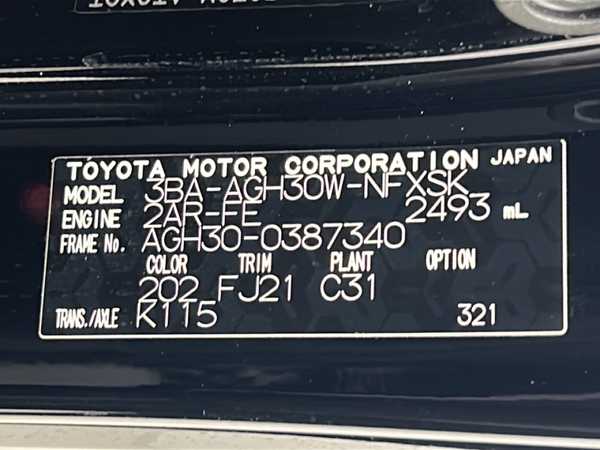 TOYOTA MOTOR CORPORATION JAPAN
MODEL 3BA-AGH30W-NFXSK
ENGINE 2AR-FE 2493 mL
FRAME No. AGH30-0387340
COLOR TRIM PLANT OPTION
202 FJ21 C31
TRANS./AXLE K115 321